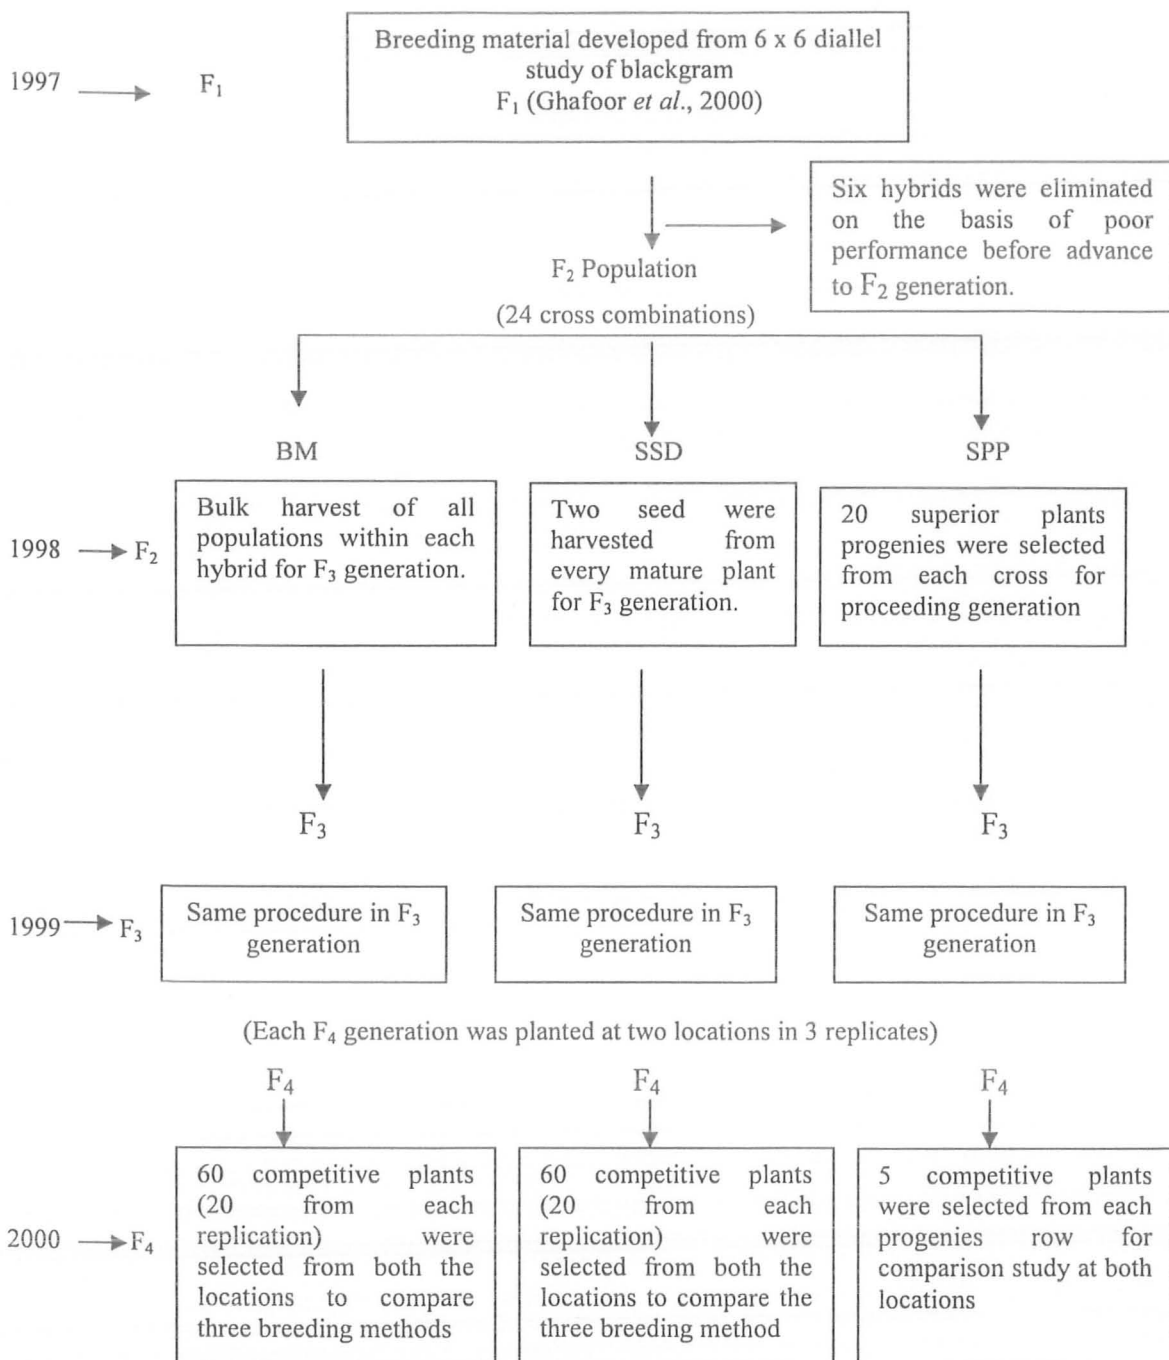 Breeding material developed from 6 x 6 diallel
study of blackgram
F₁ (Ghafoor et al., 2000)
1997
F₁
Six hybrids were eliminated
on the basis of poor
performance before advance
to F₂ generation.
F₂ Population
(24 cross combinations)
BM
SSD
SPP
1998
F₂
Bulk harvest of all
populations within each
hybrid for F₃ generation.
Two seed were
harvested from
every mature plant
for F₃ generation.
20 superior plants
progenies were selected
from each cross for
proceeding generation
F₃
F₃
F₃
1999
F₃
Same procedure in F₃
generation
Same procedure in F₃
generation
Same procedure in F₃
generation
(Each F₄ generation was planted at two locations in 3 replicates)
F₄
F₄
F₄
2000
F₄
60 competitive plants
(20 from each
replication) were
selected from both the
locations to compare
three breeding methods
60 competitive plants
(20 from each
replication) were
selected from both the
locations to compare the
three breeding method
5 competitive plants
were selected from each
progenies row for
comparison study at both
locations